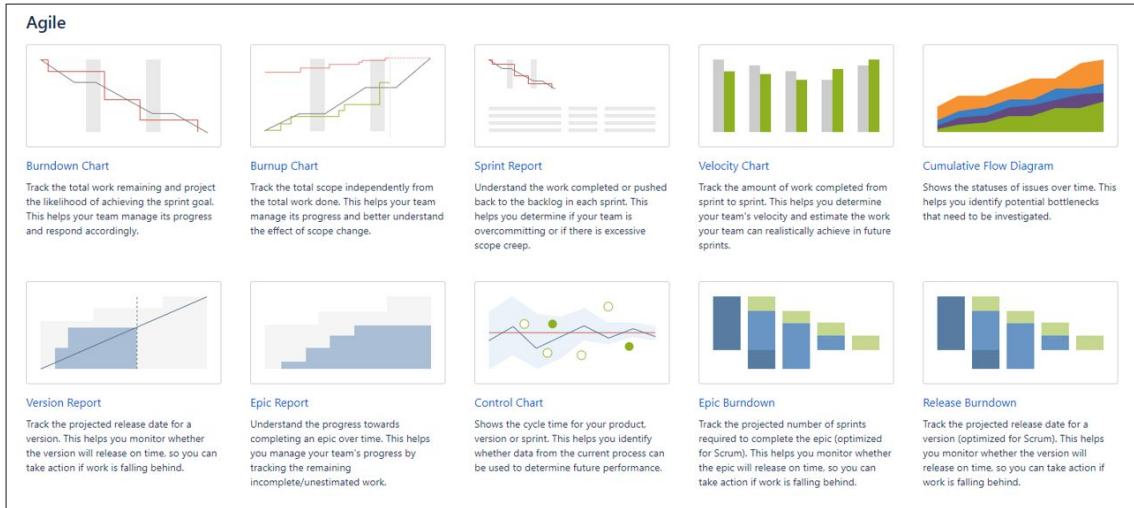 Agile
Burndown Chart
Track the total work remaining and project
the likelihood of achieving the sprint goal.
This helps your team manage its progress
and respond accordingly.
Burnup Chart
Track the total scope independently from
the total work done. This helps your team
manage its progress and better understand
the effect of scope change.
Sprint Report
Understand the work completed or pushed
back to the backlog in each sprint. This
helps you determine if your team is
overcommitting or if there is excessive
scope creep.
Velocity Chart
Track the amount of work completed from
sprint to sprint. This helps you determine
your team's velocity and estimate the work
your team can realistically achieve in future
sprints.
Cumulative Flow Diagram
Shows the statuses of issues over time. This
helps you identify potential bottlenecks
that need to be investigated.
Version Report
Track the projected release date for a
version. This helps you monitor whether
the version will release on time, so you can
take action if work is falling behind.
Epic Report
Understand the progress towards
completing an epic over time. This helps
you manage your team's progress by
tracking the remaining
incomplete/unestimated work.
Control Chart
Shows the cycle time for your product,
version or sprint. This helps you identify
whether data from the current process can
be used to determine future performance.
Epic Burndown
Track the projected number of sprints
required to complete the epic (optimized
for Scrum). This helps you monitor whether
the epic will release on time, so you can
take action if work is falling behind.
Release Burndown
Track the projected release date for a
version (optimized for Scrum). This helps
you monitor whether the version will
release on time, so you can take action if
work is falling behind.